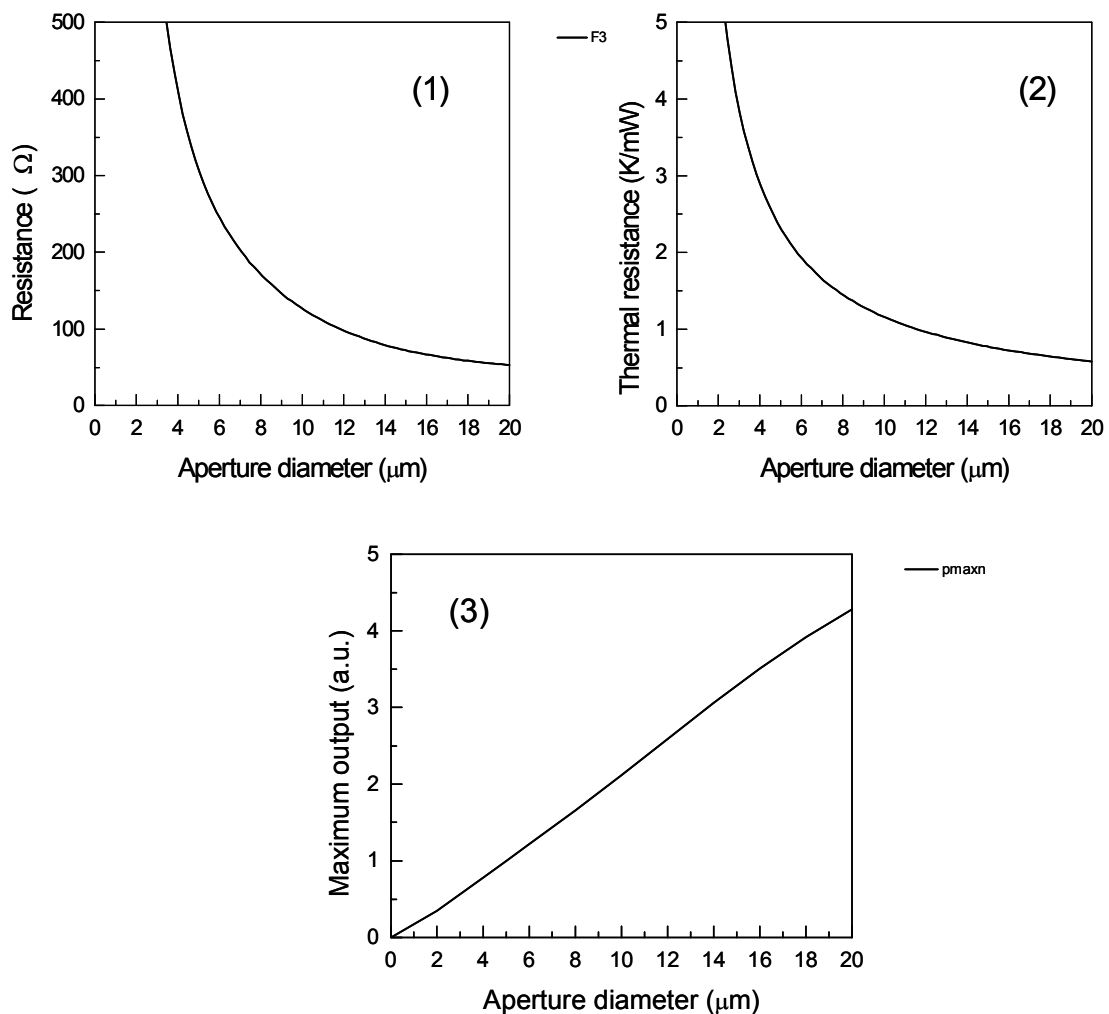 500
400
300
200
100
0
Resistance ( Ω)
(1)
F3
0 2 4 6 8 10 12 14 16 18 20
Aperture diameter (μm)
5
4
3
2
1
0
Thermal resistance (K/mW)
(2)
0 2 4 6 8 10 12 14 16 18 20
Aperture diameter (μm)
5
4
3
2
1
0
Maximum output (a.u.)
(3)
pmaxn
0 2 4 6 8 10 12 14 16 18 20
Aperture diameter (μm)